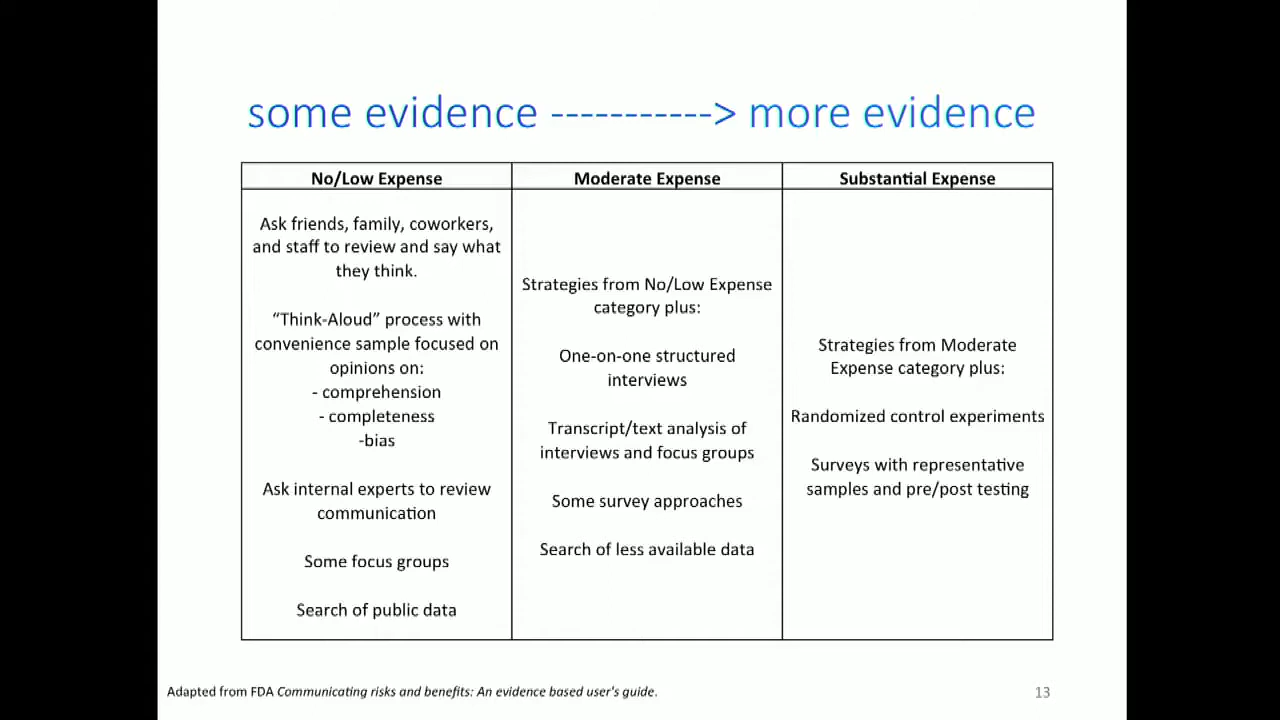 some evidence -----------> more evidence
No/Low Expense
Ask friends, family, coworkers,
and staff to review and say what
they think.
“Think-Aloud” process with
convenience sample focused on
opinions on:
- comprehension
- completeness
-bias
Ask internal experts to review
communication
Some focus groups
Search of public data
Moderate Expense
Strategies from No/Low Expense
category plus:
One-on-one structured
interviews
Transcript/text analysis of
interviews and focus groups
Some survey approaches
Search of less available data
Substantial Expense
Strategies from Moderate
Expense category plus:
Randomized control experiments
Surveys with representative
samples and pre/post testing
Adapted from FDA Communicating risks and benefits: An evidence based user's guide.
13